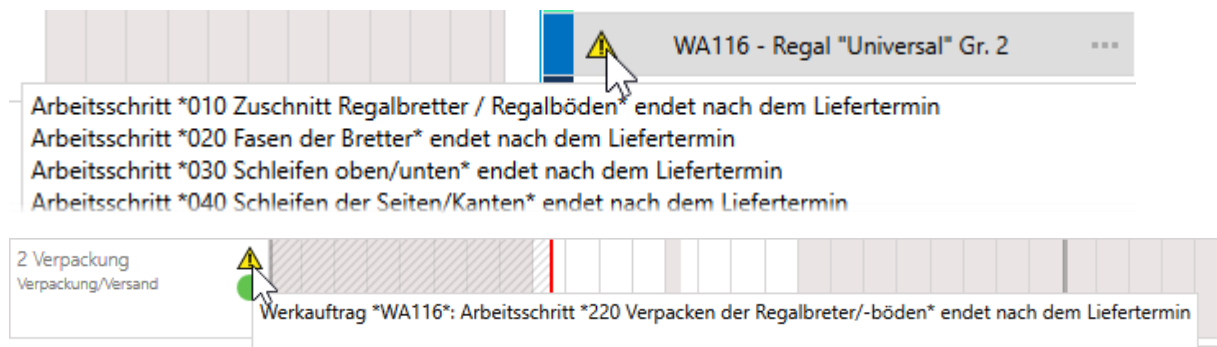 WA116 - Regal "Universal" Gr. 2
Arbeitsschritt *010 Zuschnitt Regalbretter / Regalböden* endet nach dem Liefertermin
Arbeitsschritt *020 Fasen der Bretter* endet nach dem Liefertermin
Arbeitsschritt *030 Schleifen oben/unten* endet nach dem Liefertermin
Arbeitsschritt *040 Schleifen der Seiten/Kanten* endet nach dem Liefertermin
2 Verpackung
Verpackung/Versand
Werkauftrag *WA116*: Arbeitsschritt *220 Verpacken der Regalbreter/-böden* endet nach dem Liefertermin